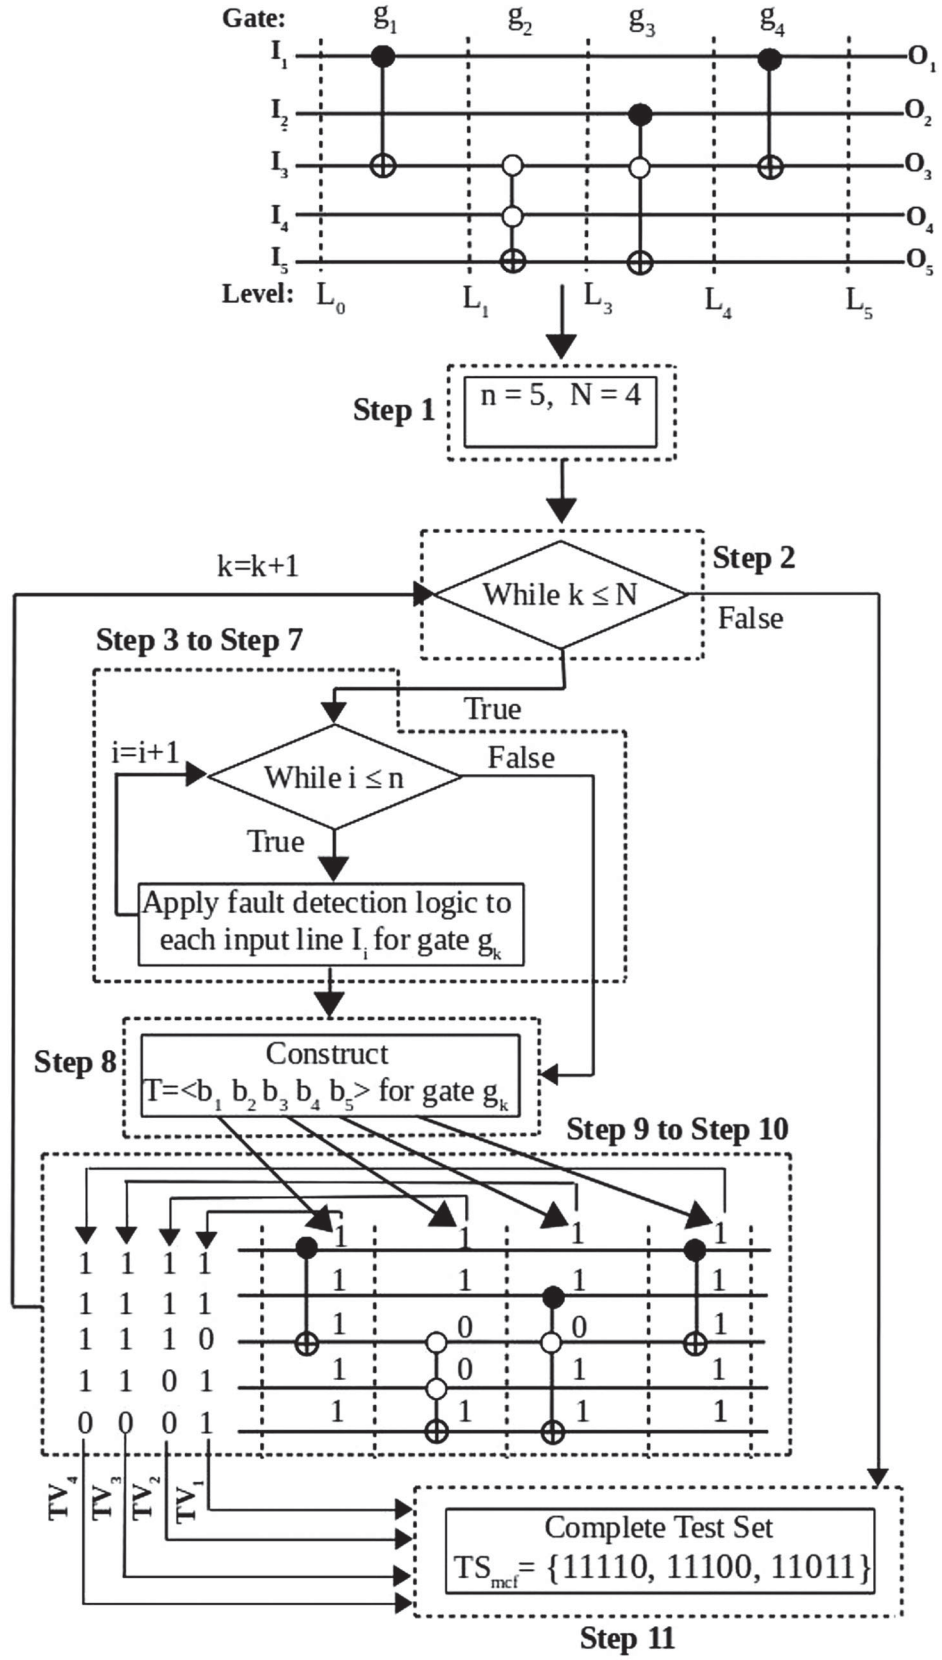 Gate: g1 g2 g3 g4
I1 O1
I2 O2
I3 O3
I4 O4
I5 O5
Level: L0 L1 L3 L4 L5
Step 1
n = 5, N = 4
k=k+1
Step 2
While k ≤ N
False
Step 3 to Step 7
True
i=i+1
While i ≤ n
False
True
Apply fault detection logic to
each input line Ii for gate gk
Step 8
Construct
T=<b1 b2 b3 b4 b5> for gate gk
Step 9 to Step 10
1 1 1 1
1 1 1 1
1 1 1 1
1 1 1 1
1 1 1 0
1 0 0 1
1 1 0 1
1 0 1 1
0 0 0 1
1 1 1 1
TV4 TV3 TV2 TV1
Complete Test Set
TSmcf = {11110, 11100, 11011}
Step 11